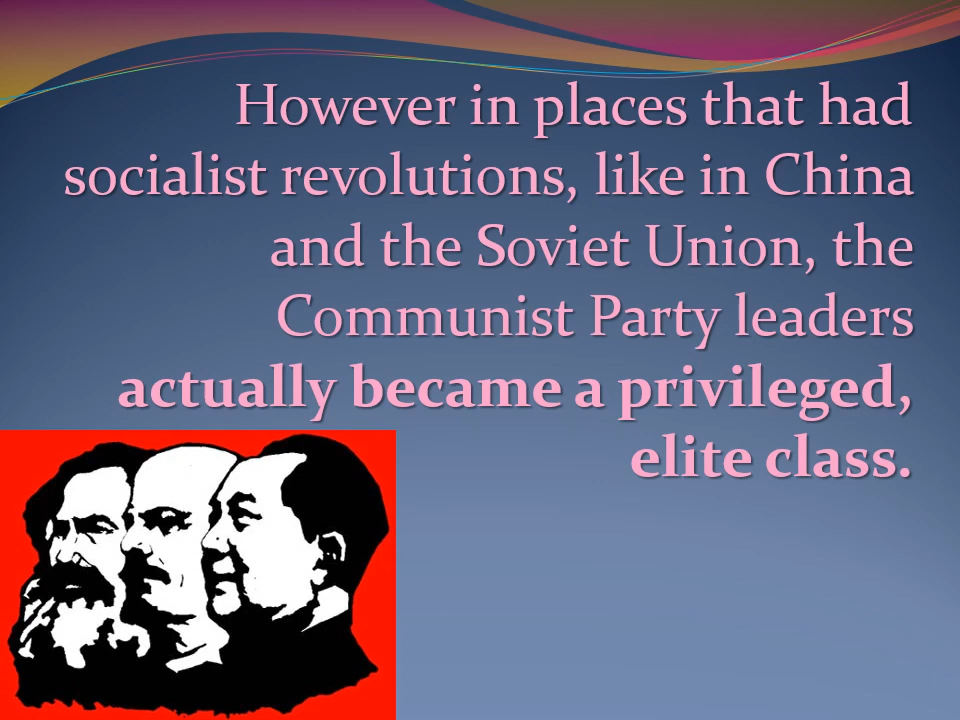 However in places that had
socialist revolutions, like in China
and the Soviet Union, the
Communist Party leaders
actually became a privileged,
elite class.